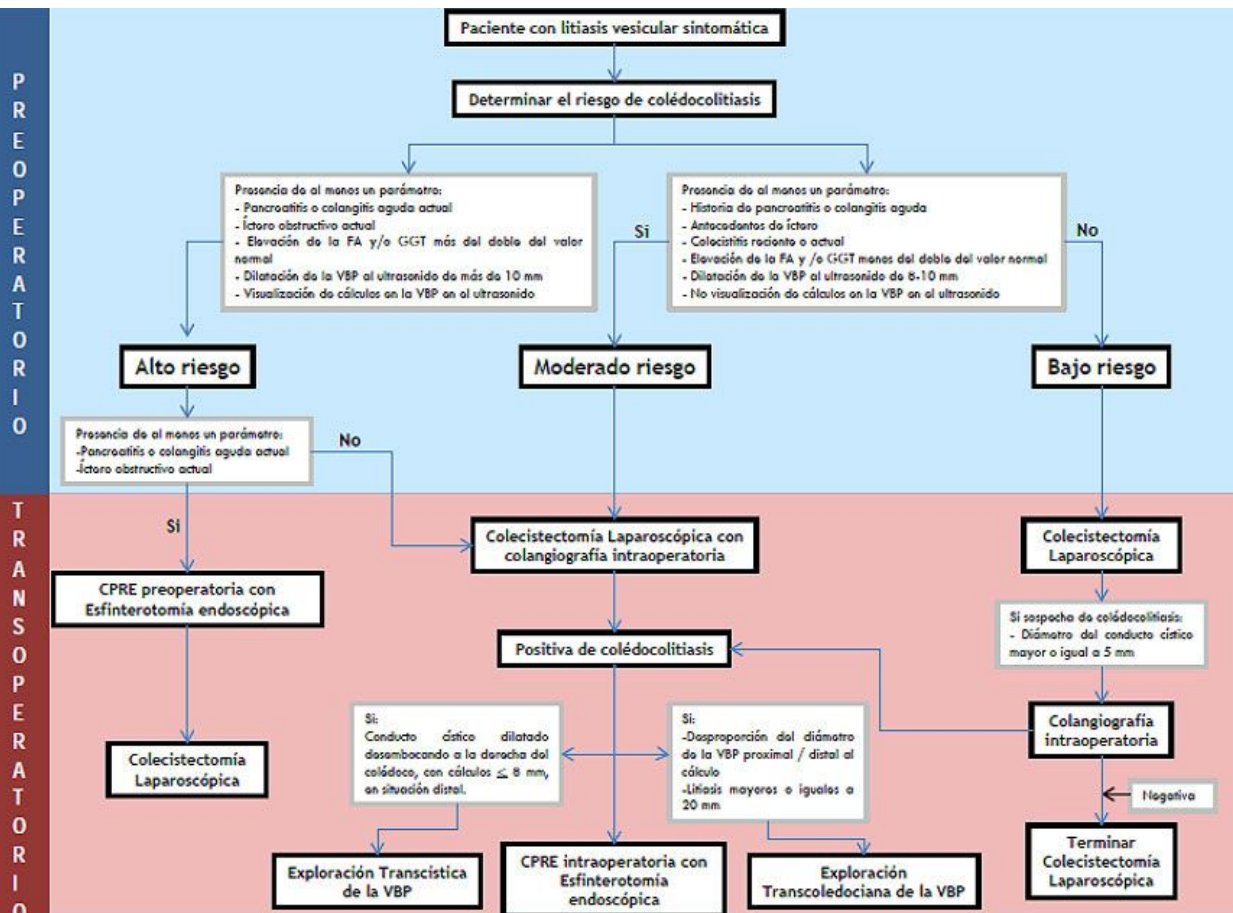 PREOPERATORIO
Paciente con litiasis vesicular sintomática
Determinar el riesgo de colédocolitiasis
Presencia de al menos un parámetro:
- Pancreatitis o colangitis aguda actual
- Íctero obstructivo actual
- Elevación de la FA y/o GGT más del doble del valor
normal
- Dilatación de la VBP al ultrasonido de más de 10 mm
- Visualización de cálculos en la VBP en el ultrasonido
Si
Presencia de al menos un parámetro:
- Historia de pancreatitis o colangitis aguda
- Antecedentes de íctero
- Colecistitis reciente o actual
- Elevación de la FA y /o GGT menos del doble del valor normal
- Dilatación de la VBP al ultrasonido de 8-10 mm
- No visualización de cálculos en la VBP en el ultrasonido
No
Alto riesgo
Moderado riesgo
Bajo riesgo
Presencia de al menos un parámetro:
-Pancreatitis o colangitis aguda actual
-Íctero obstructivo actual
No
TRANSOPERATORIO
Si
Colecistectomía Laparoscópica con
colangiografía intraoperatoria
Colecistectomía
Laparoscópica
CPRE preoperatoria con
Esfinterotomía endoscópica
Si sospecha de colédocolitiasis:
- Diámetro del conducto cístico
mayor o igual a 5 mm
Positiva de colédocolitiasis
Si:
Conducto cístico dilatado
desembocando a la derecha del
colédoco, con cálculos ≤ 8 mm,
en situación distal.
Si:
-Desproporción del diámetro
de la VBP proximal / distal al
cálculo
-Litiasis mayores o iguales a
20 mm
Colangiografía
intraoperatoria
Colecistectomía
Laparoscópica
Negativa
Exploración Transcística
de la VBP
CPRE intraoperatoria con
Esfinterotomía
endoscópica
Exploración
Transcoledociana de la VBP
Terminar
Colecistectomía
Laparoscópica